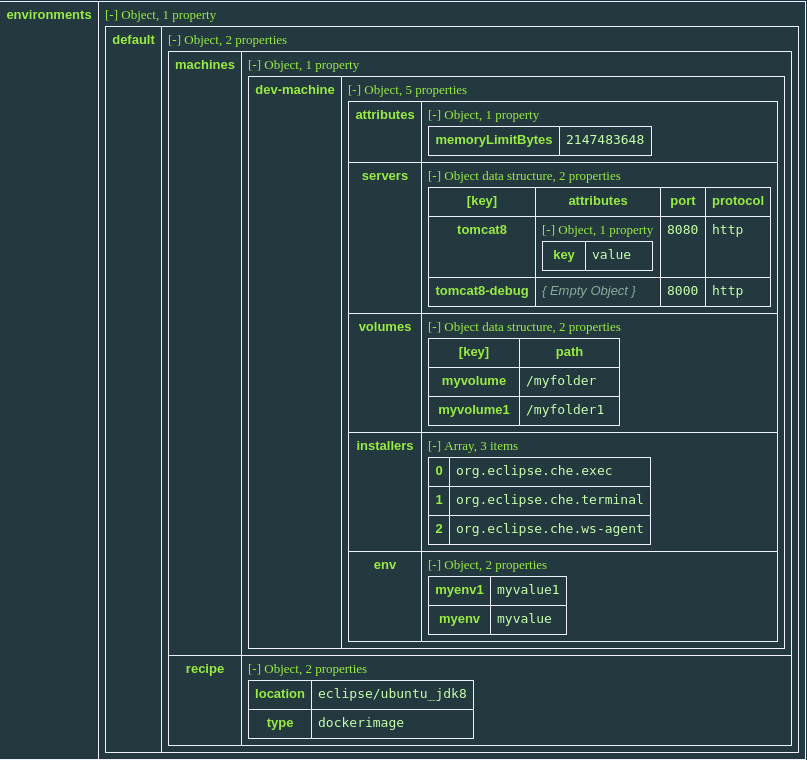 environments [-] Object, 1 property
default [-] Object, 2 properties
machines [-] Object, 1 property
dev-machine [-] Object, 5 properties
attributes [-] Object, 1 property
memoryLimitBytes 2147483648
servers [-] Object data structure, 2 properties
[key] attributes port protocol
tomcat8 [-] Object, 1 property 8080 http
key value
tomcat8-debug { Empty Object } 8000 http
volumes [-] Object data structure, 2 properties
[key] path
myvolume /myfolder
myvolume1 /myfolder1
installers [-] Array, 3 items
0 org.eclipse.che.exec
1 org.eclipse.che.terminal
2 org.eclipse.che.ws-agent
env [-] Object, 2 properties
myenv1 myvalue1
myenv myvalue
recipe [-] Object, 2 properties
location eclipse/ubuntu_jdk8
type dockerimage